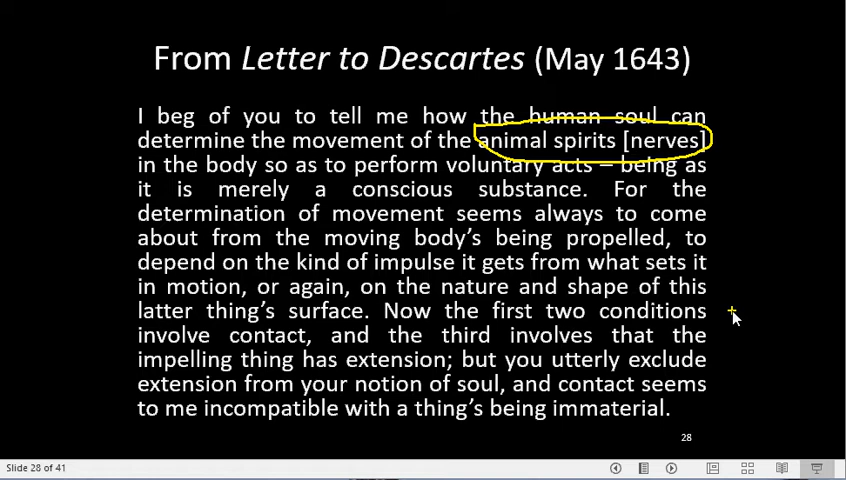 From Letter to Descartes (May 1643)
I beg of you to tell me how the human soul can
determine the movement of the animal spirits [nerves]
in the body so as to perform voluntary acts – being as
it is merely a conscious substance. For the
determination of movement seems always to come
about from the moving body's being propelled, to
depend on the kind of impulse it gets from what sets it
in motion, or again, on the nature and shape of this
latter thing's surface. Now the first two conditions
involve contact, and the third involves that the
impelling thing has extension; but you utterly exclude
extension from your notion of soul, and contact seems
to me incompatible with a thing's being immaterial.
28
Slide 28 of 41